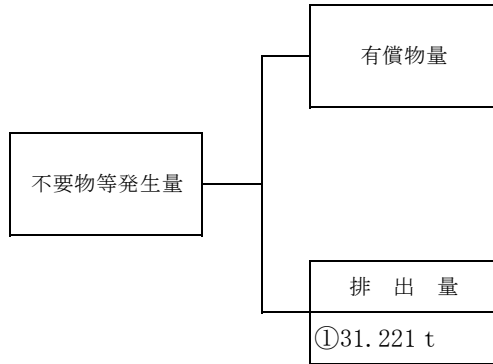 有償物量
不要物等発生量
排 出 量
①31.221 t